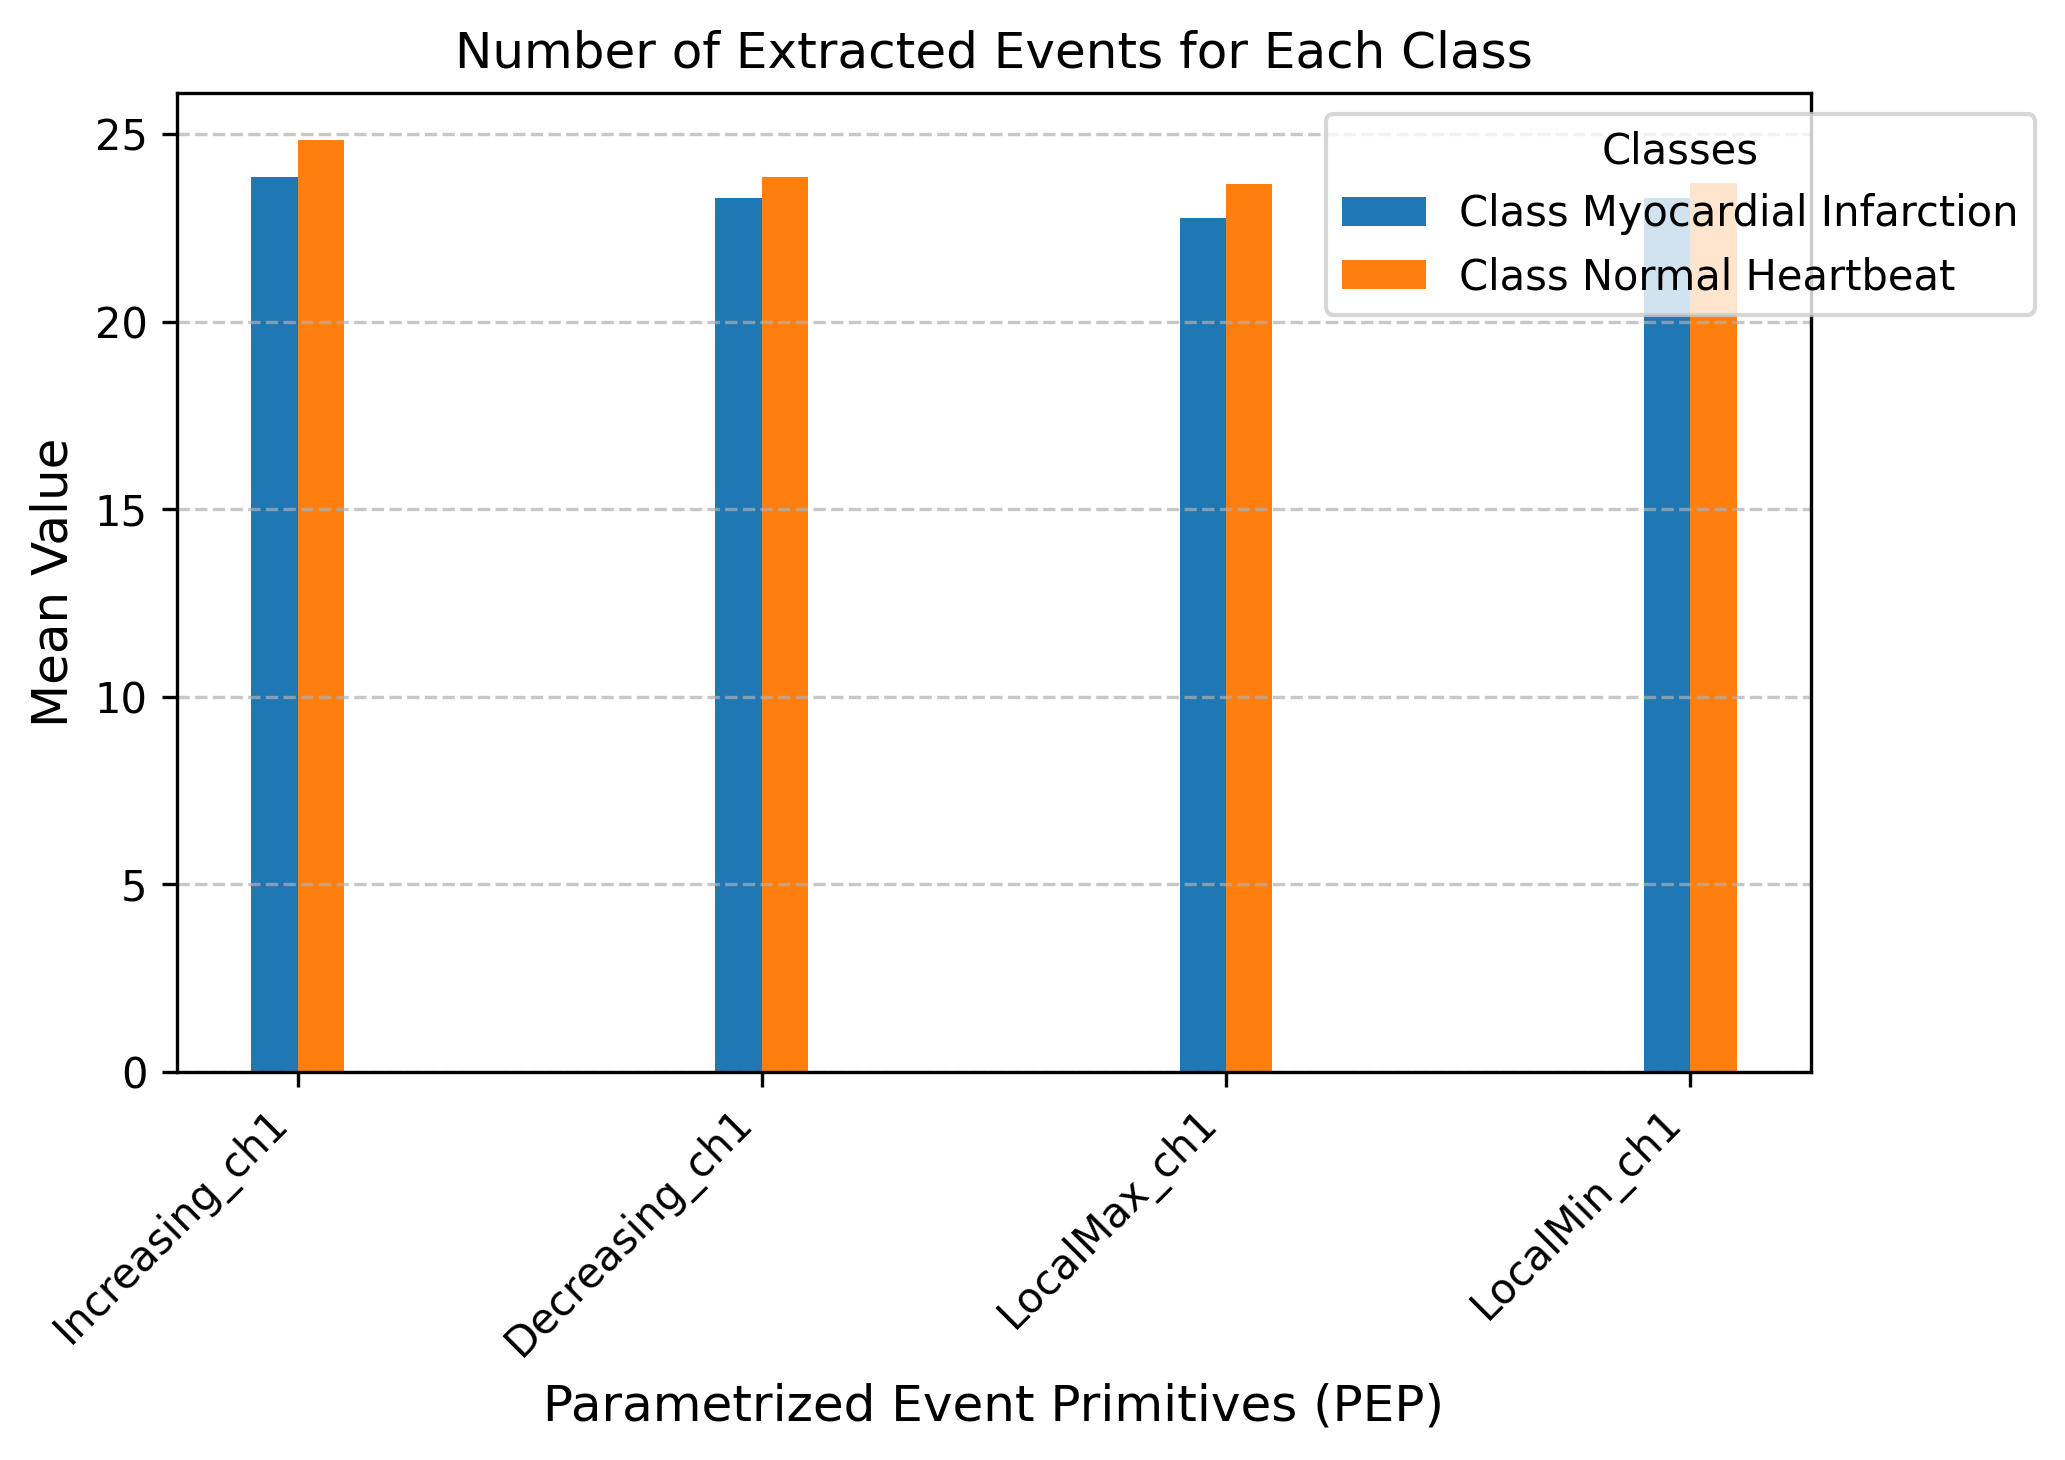 Number of Extracted Events for Each Class
Classes
Class Myocardial Infarction
Class Normal Heartbeat
Mean Value
25
20
15
10
5
0
Increasing_ch1
Decreasing_ch1
LocalMax_ch1
LocalMin_ch1
Parametrized Event Primitives (PEP)